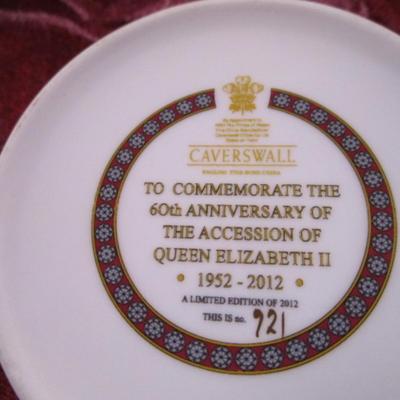 CAVERSWALL
ENGLISH FINE BONE CHINA
TO COMMEMORATE THE
60th ANNIVERSARY OF
THE ACCESSION OF
QUEEN ELIZABETH II
• 1952 - 2012 •
A LIMITED EDITION OF 2012
THIS IS no. 721